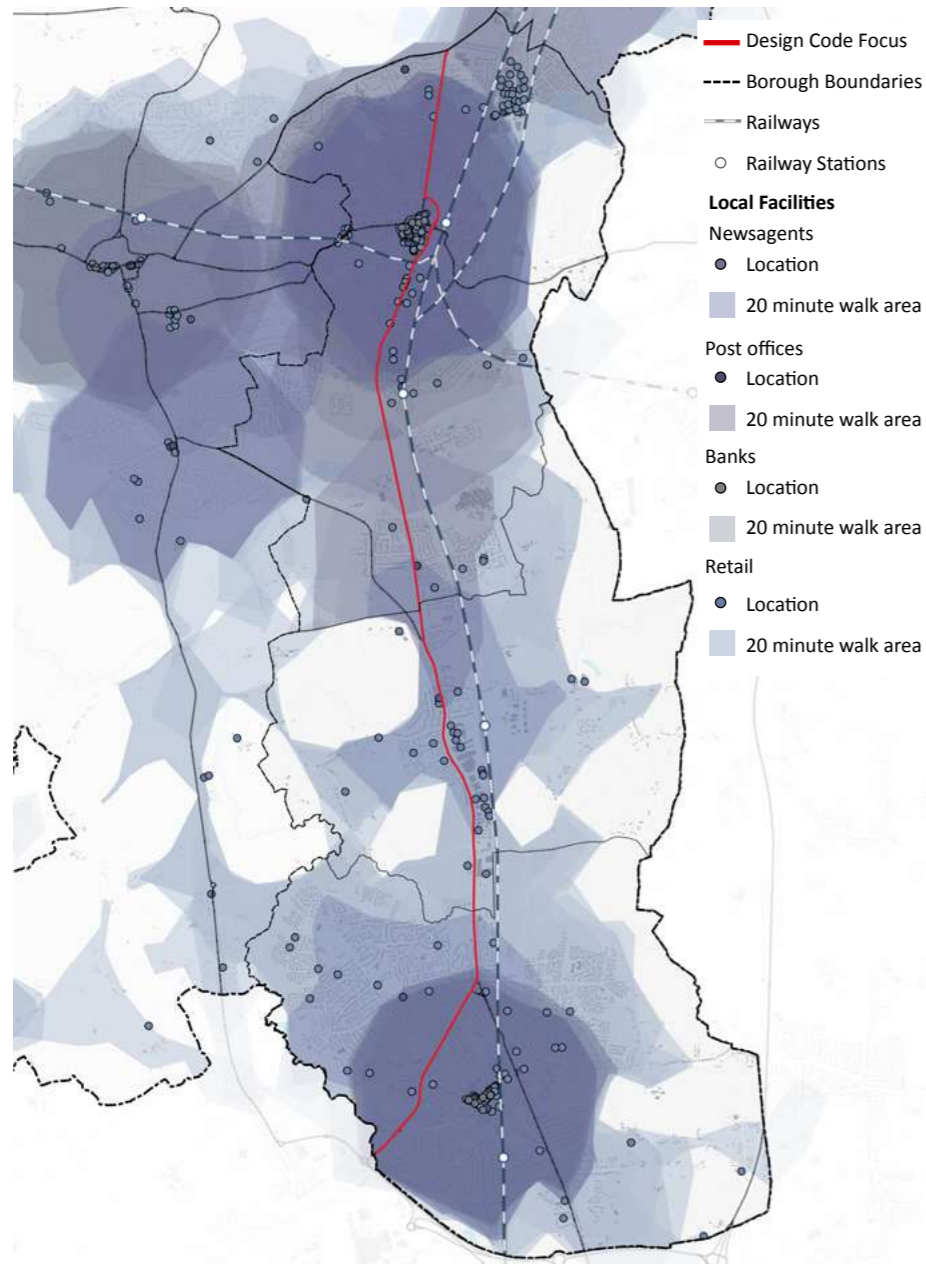 Design Code Focus
Borough Boundaries
Railways
Railway Stations
Local Facilities
Newsagents
Location
20 minute walk area
Post offices
Location
20 minute walk area
Banks
Location
20 minute walk area
Retail
Location
20 minute walk area